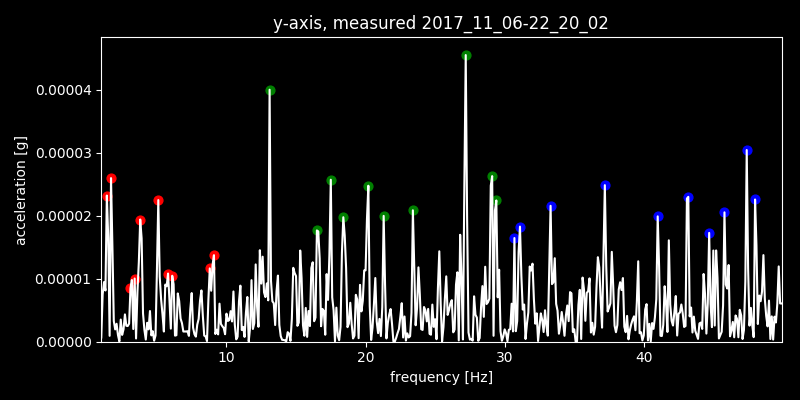 y-axis, measured 2017_11_06-22_20_02
0.00004
0.00003
0.00002
0.00001
0.00000
acceleration [g]
10 20 30 40
frequency [Hz]